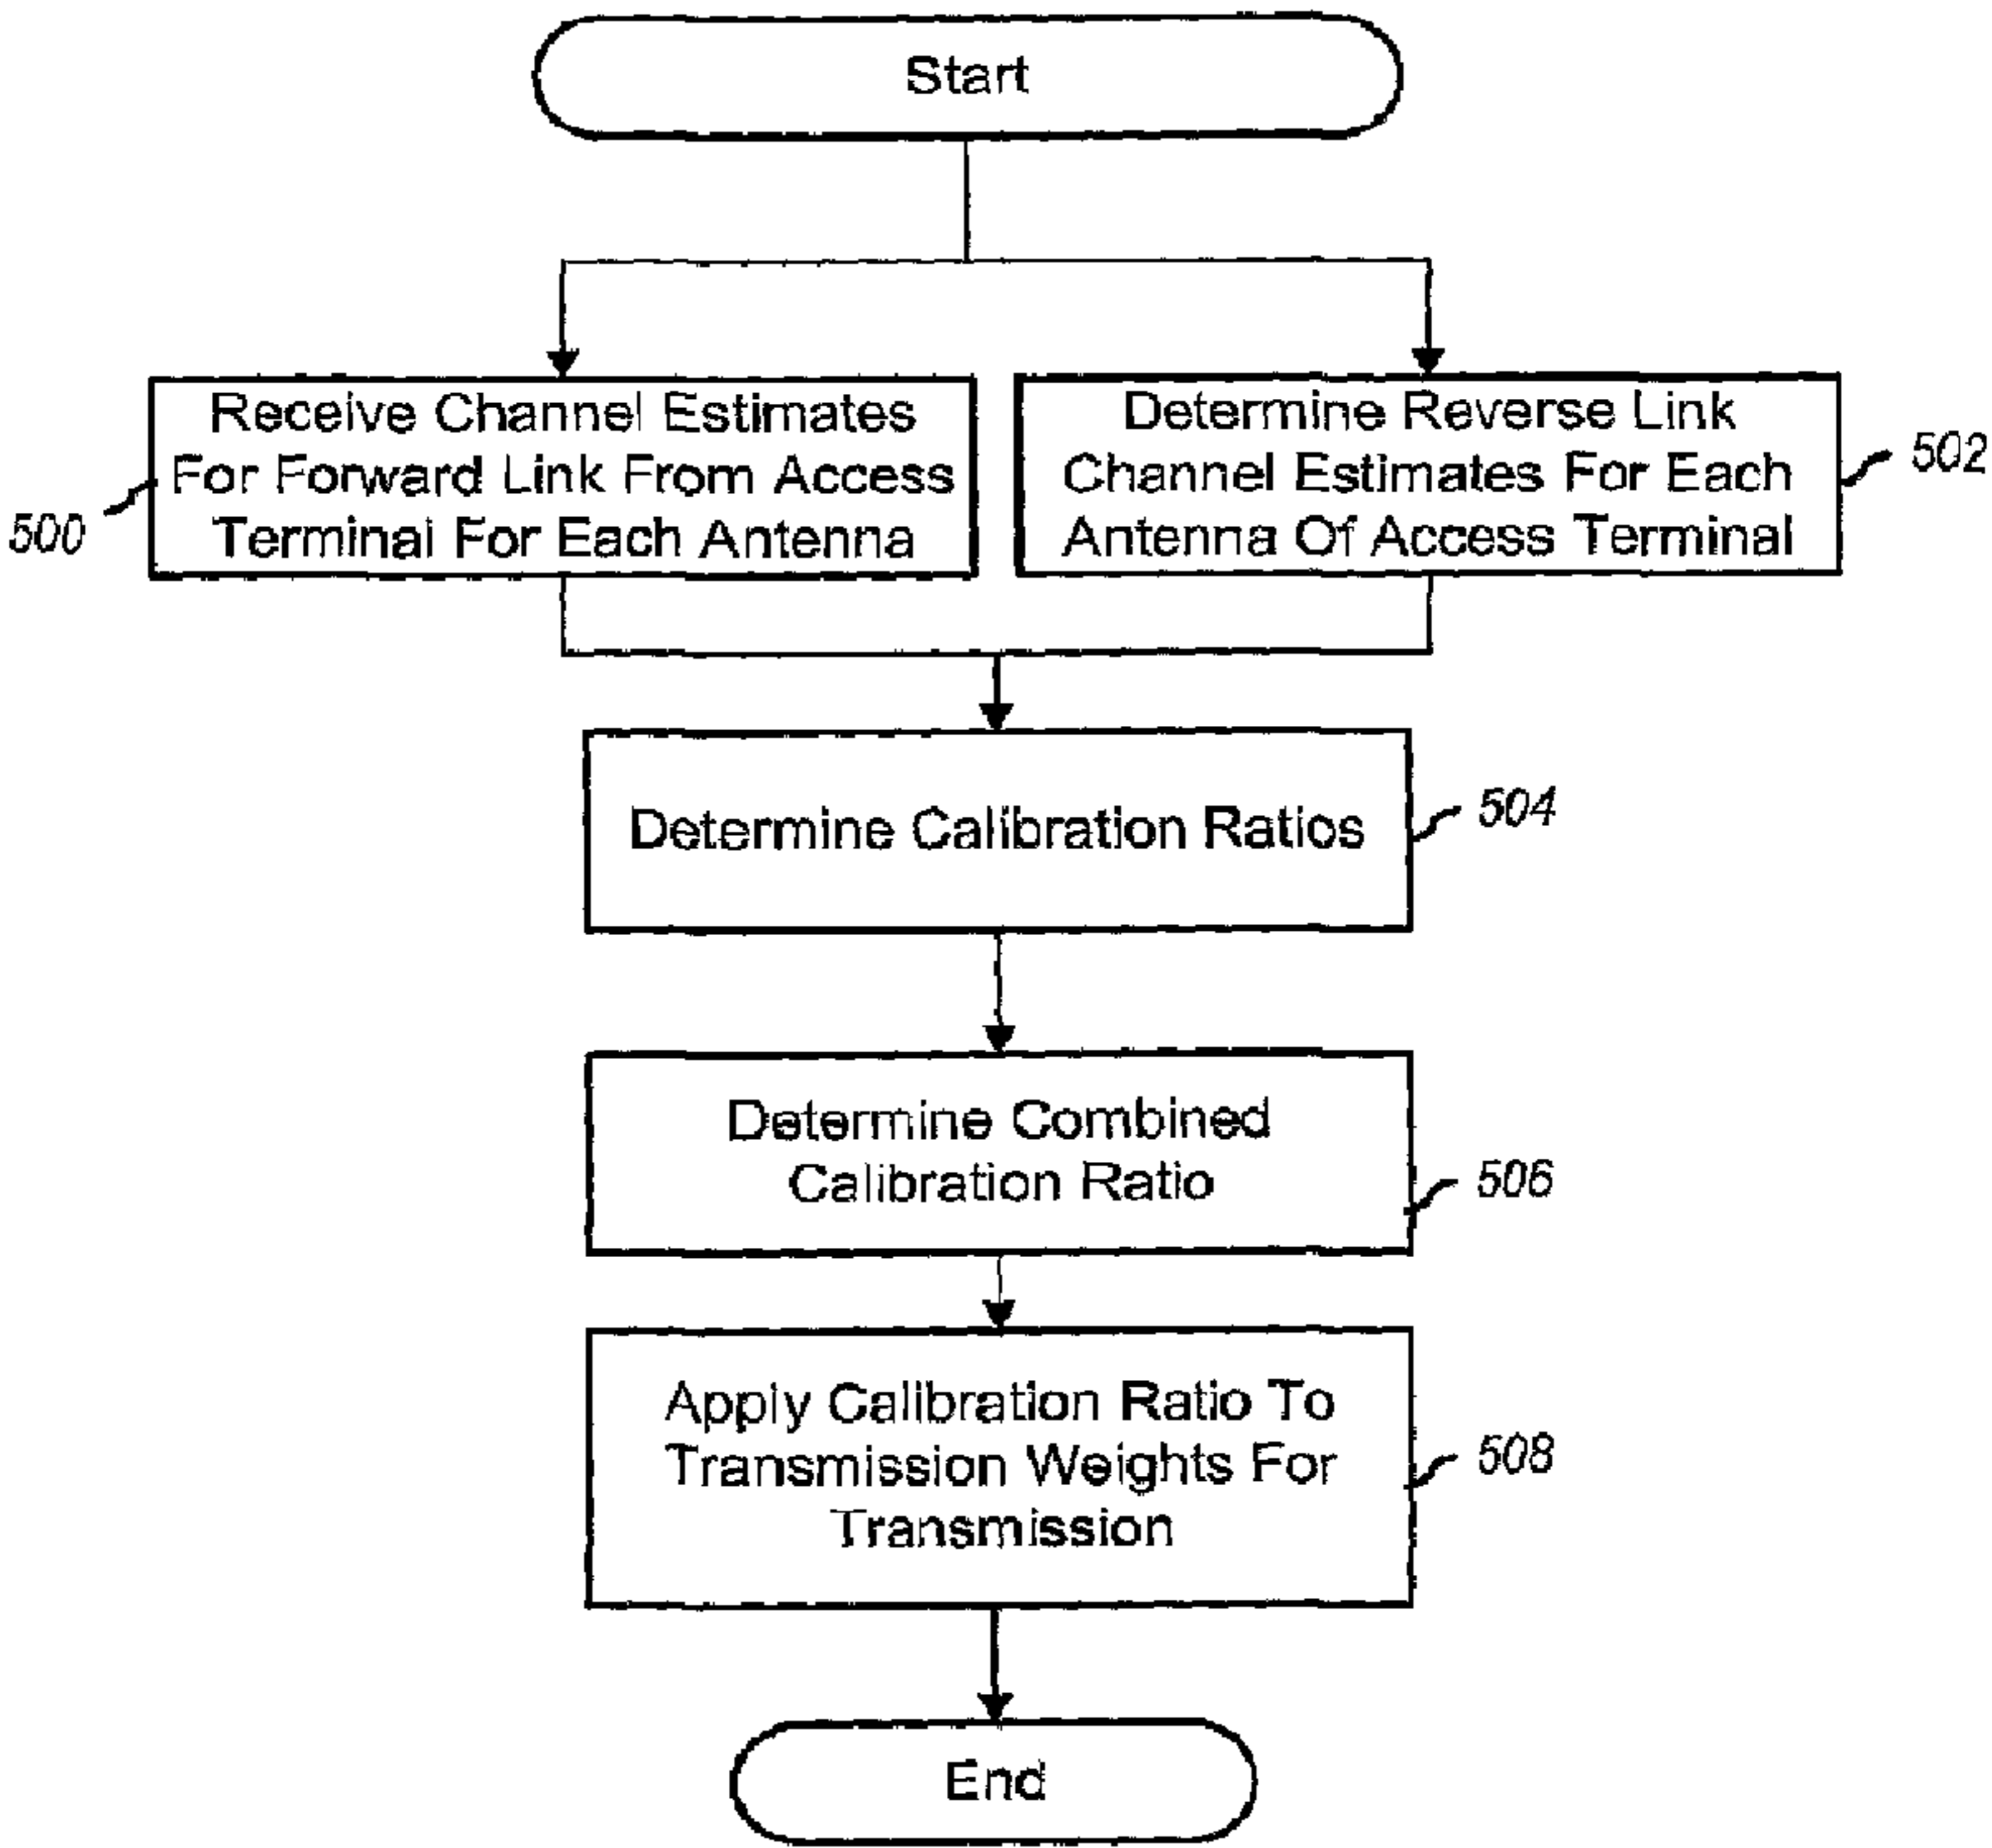 Start
Receive Channel Estimates
For Forward Link From Access
Terminal For Each Antenna
500
Determine Reverse Link
Channel Estimates For Each
Antenna Of Access Terminal
502
Determine Calibration Ratios
504
Determine Combined
Calibration Ratio
506
Apply Calibration Ratio To
Transmission Weights For
Transmission
508
End